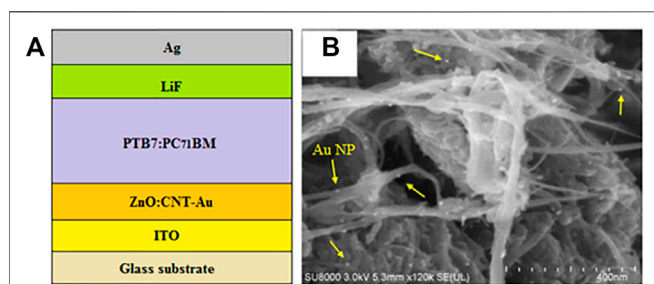 A
Ag
LiF
PTB7:PC71BM
ZnO:CNT-Au
ITO
Glass substrate
B
Au NP
SU8000 3.0kV 5.3mm x120k SE(UL)
400nm